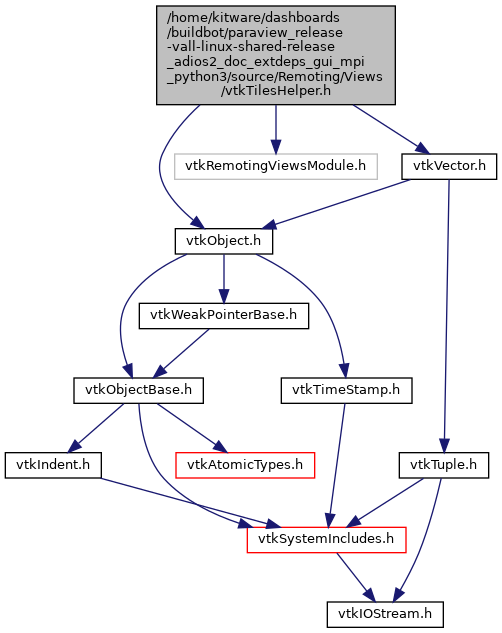 /home/kitware/dashboards
/buildbot/paraview_release
-vall-linux-shared-release
_adios2_doc_extdeps_gui_mpi
_python3/source/Remoting/Views
/vtkTilesHelper.h
vtkRemotingViewsModule.h
vtkVector.h
vtkObject.h
vtkWeakPointerBase.h
vtkObjectBase.h
vtkTimeStamp.h
vtkIndent.h
vtkAtomicTypes.h
vtkTuple.h
vtkSystemIncludes.h
vtkIOStream.h